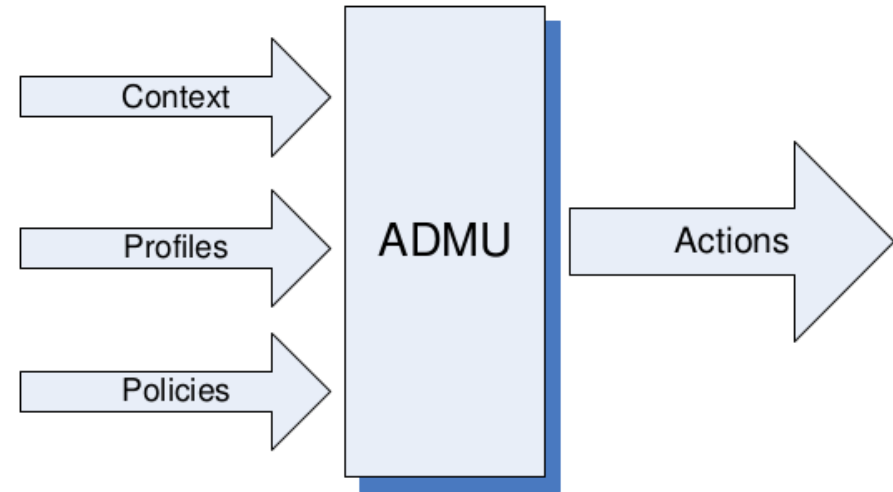 Context
Profiles
Policies
ADMU
Actions